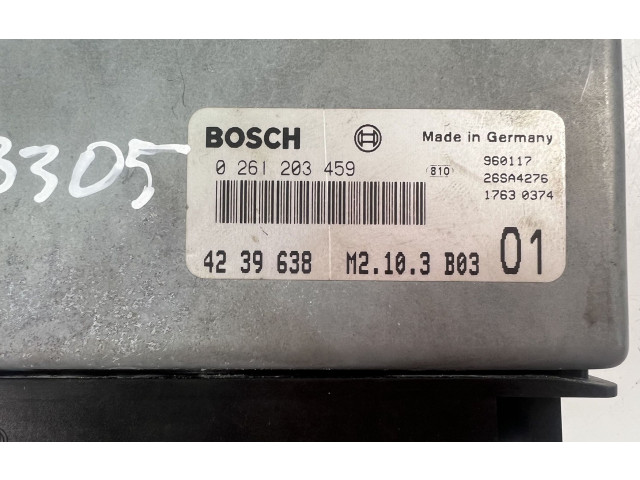 3305
BOSCH Made in Germany
0 261 203 459 810 960117
26SA4276
1763 0374
42 39 638 M2.10.3 B03 01